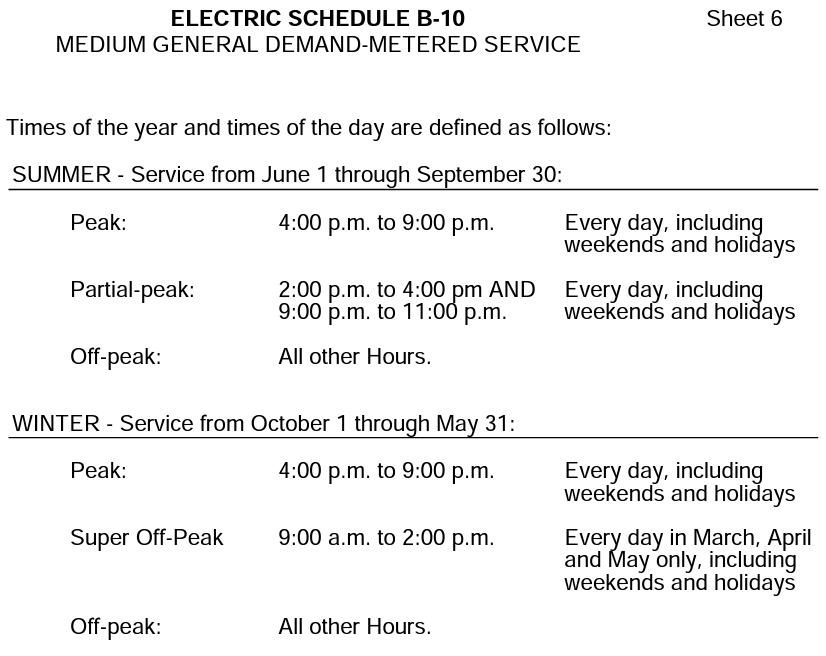 ELECTRIC SCHEDULE B-10 Sheet 6
MEDIUM GENERAL DEMAND-METERED SERVICE
Times of the year and times of the day are defined as follows:
SUMMER - Service from June 1 through September 30:
Peak: 4:00 p.m. to 9:00 p.m. Every day, including
weekends and holidays
Partial-peak: 2:00 p.m. to 4:00 pm AND Every day, including
9:00 p.m. to 11:00 p.m. weekends and holidays
Off-peak: All other Hours.
WINTER - Service from October 1 through May 31:
Peak: 4:00 p.m. to 9:00 p.m. Every day, including
weekends and holidays
Super Off-Peak 9:00 a.m. to 2:00 p.m. Every day in March, April
and May only, including
weekends and holidays
Off-peak: All other Hours.